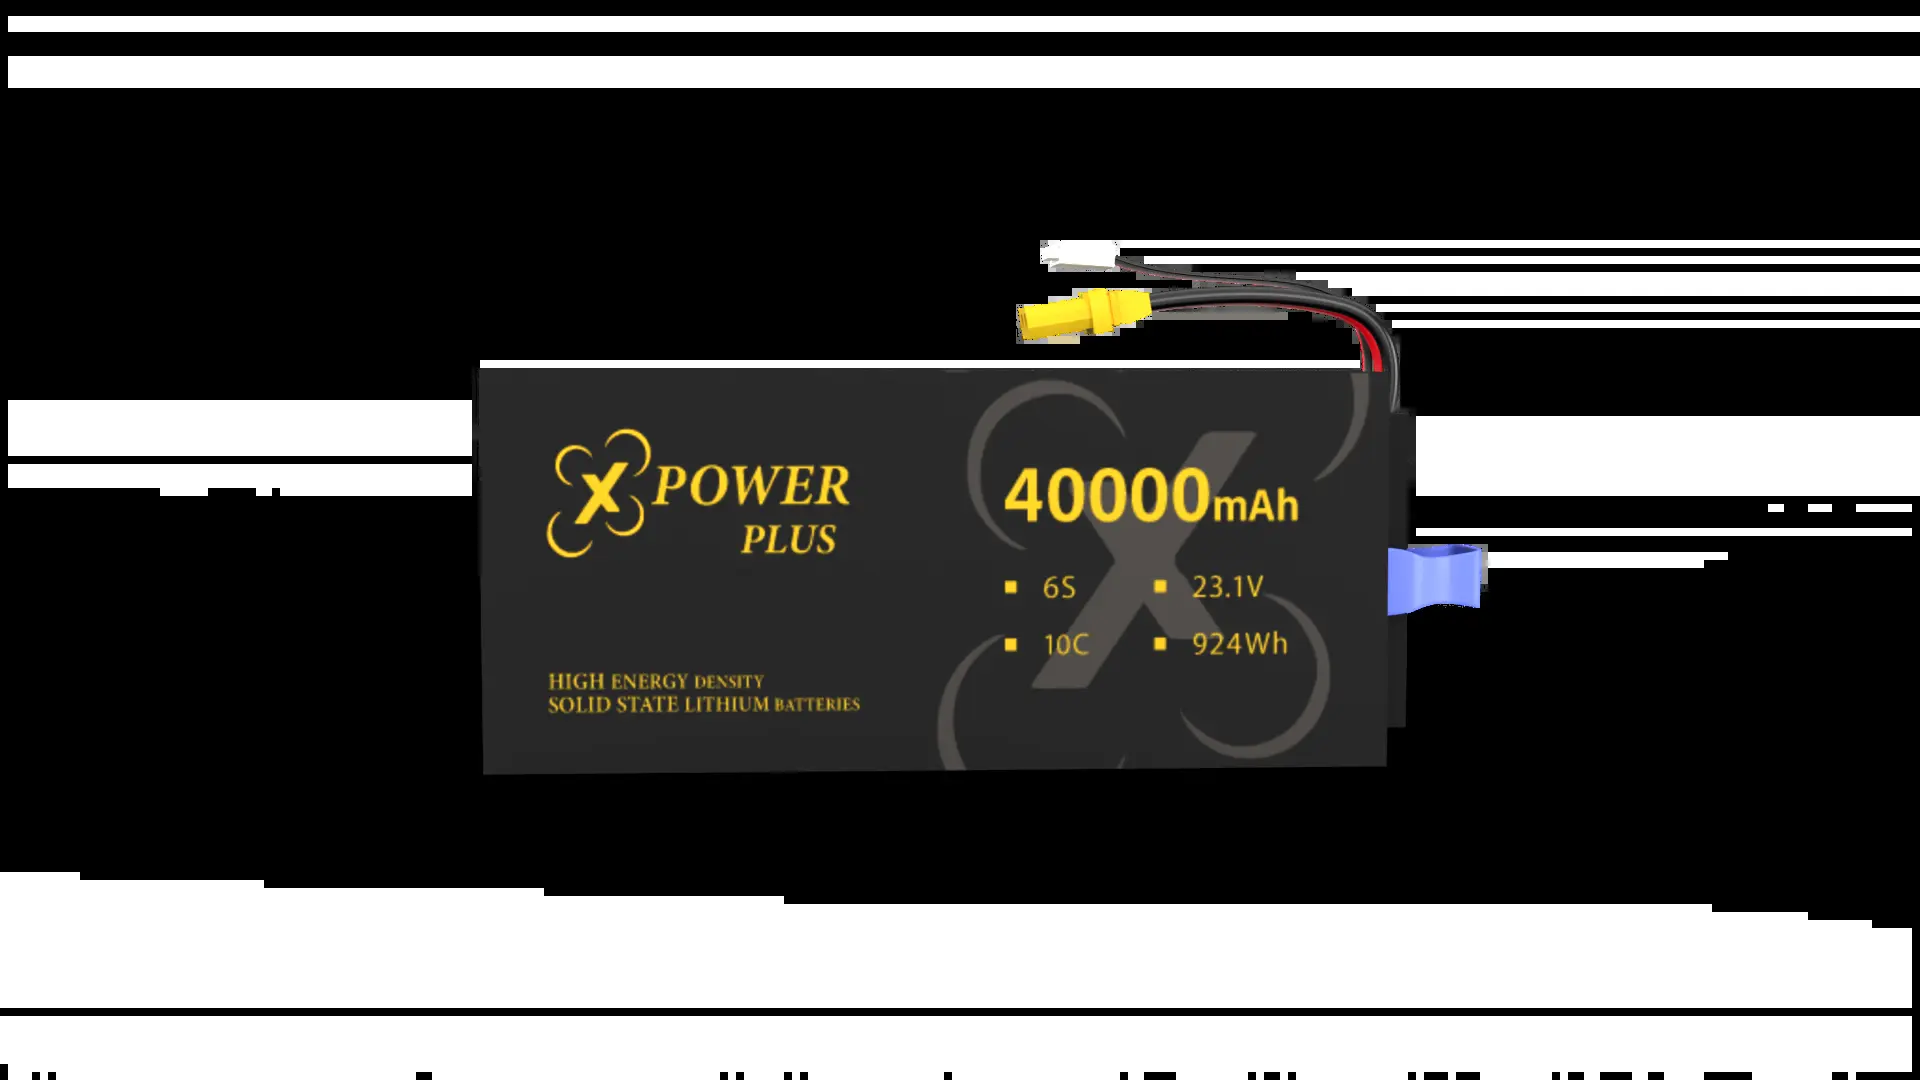 X POWER
PLUS
HIGH ENERGY DENSITY
SOLID STATE LITHIUM BATTERIES
X
40000mAh
6S
23.1V
10C
924Wh